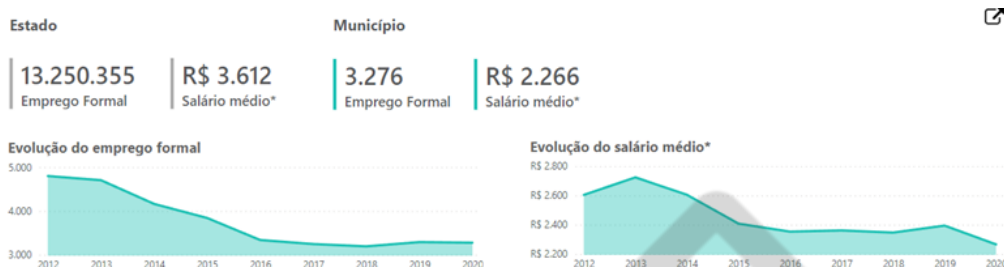 Estado
Município
13.250.355
Emprego Formal
R$ 3.612
Salário médio*
3.276
Emprego Formal
R$ 2.266
Salário médio*
Evolução do emprego formal
5.000
4.000
3.000
2012 2013 2014 2015 2016 2017 2018 2019 2020
Evolução do salário médio*
R$ 2.800
R$ 2.600
R$ 2.400
R$ 2.200
2012 2013 2014 2015 2016 2017 2018 2019 2020